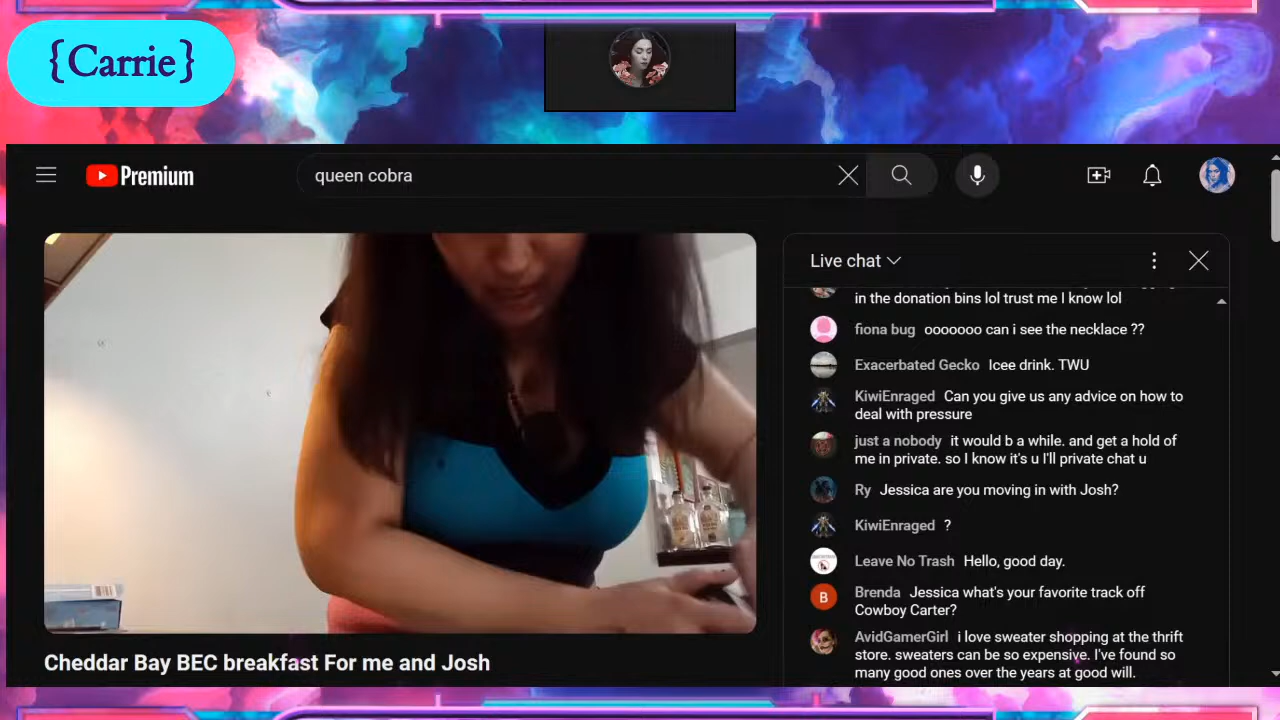 {Carrie}
Premium
queen cobra
Live chat
in the donation bins lol trust me I know lol
fiona bug oooooooo can i see the necklace ??
Exacerbated Gecko Icee drink. TWU
KiwiEnraged Can you give us any advice on how to
deal with pressure
just a nobody it would b a while. and get a hold of
me in private. so I know it's u I'll private chat u
Ry Jessica are you moving in with Josh?
KiwiEnraged ?
Leave No Trash Hello, good day.
B
Brenda Jessica what's your favorite track off
Cowboy Carter?
AvidGamerGirl i love sweater shopping at the thrift
store. sweaters can be so expensive. I've found so
many good ones over the years at good will.
Cheddar Bay BEC breakfast For me and Josh